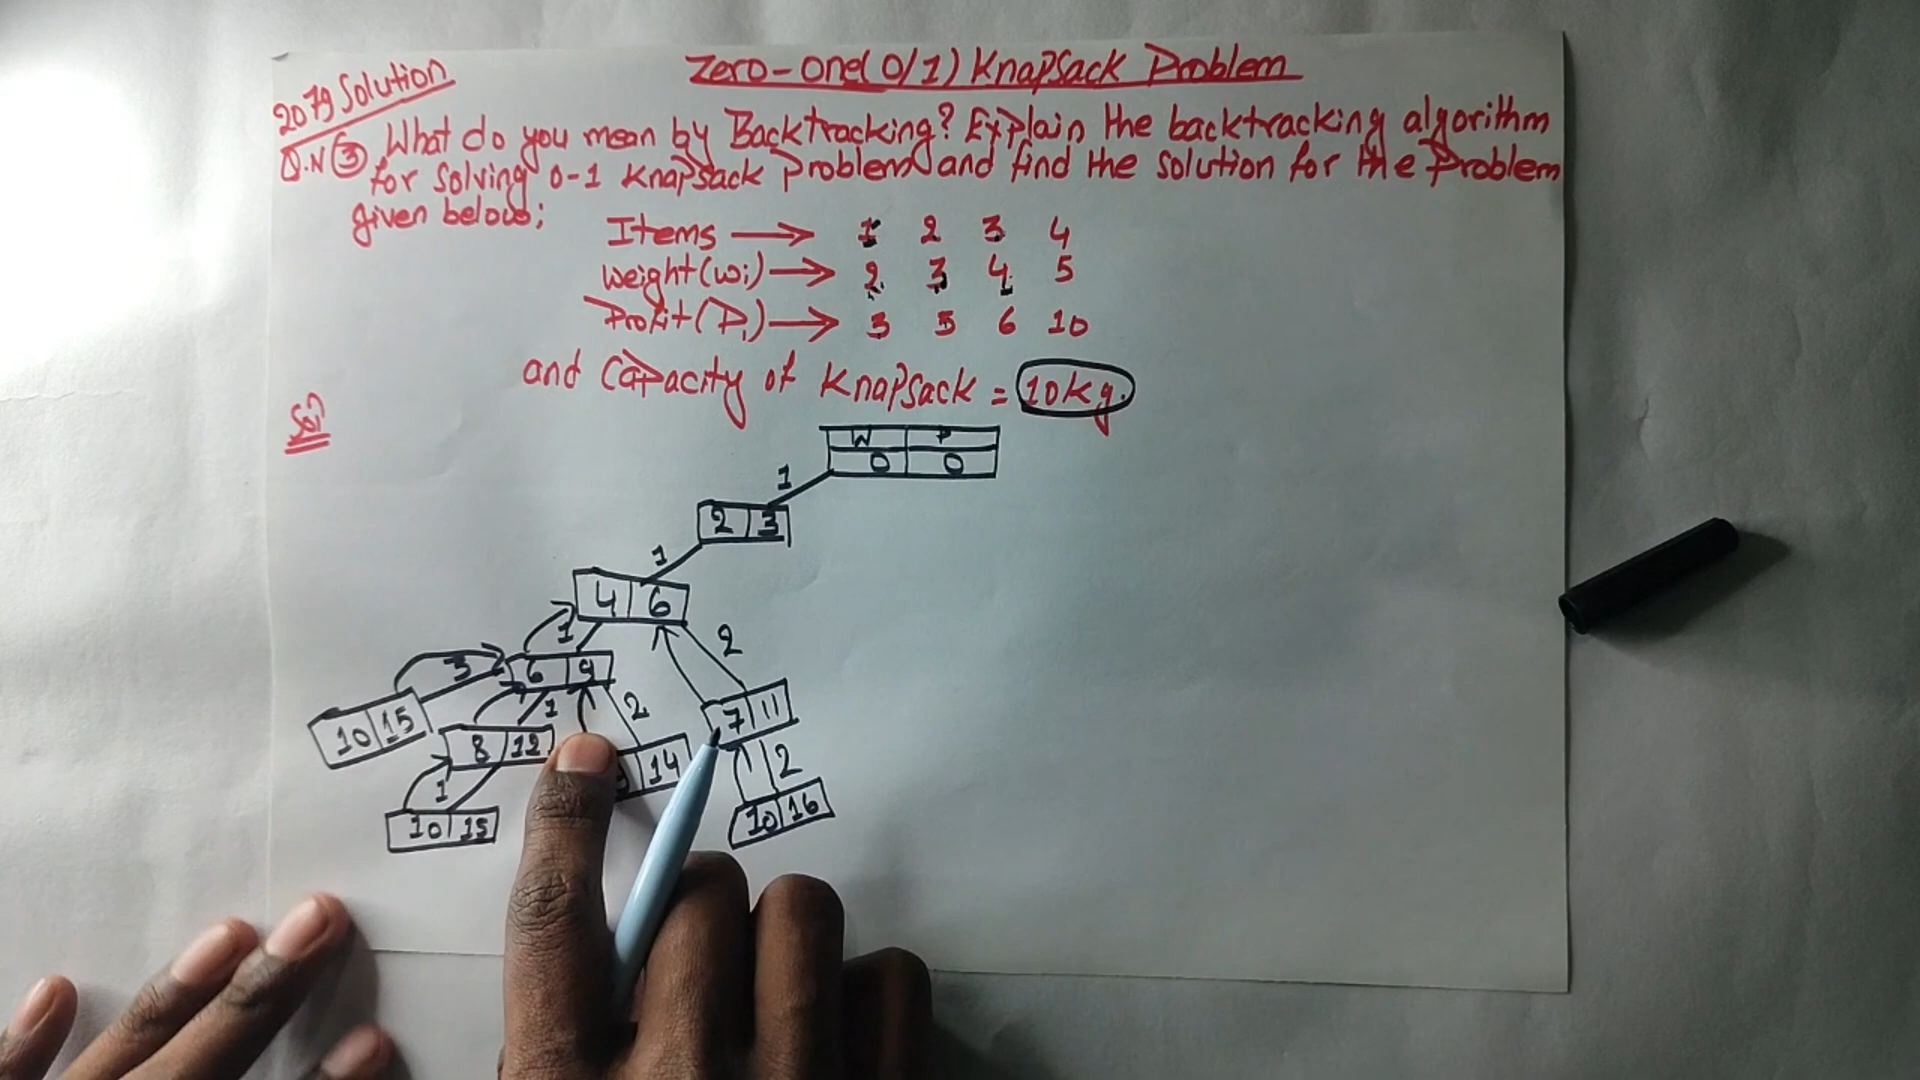 Zero-one(0/1) Knapsack Problem
2079 Solution
Q.N 3 What do you mean by Backtracking? Explain the backtracking algorithm
for solving 0-1 Knapsack Problem and find the solution for the Problem
given below;
Items → 1 2 3 4
Weight(wi) → 2 3 4 5
Profit(Pi) → 3 5 6 10
and Capacity of Knapsack = 10kg.
Sol
W P
0 0
1
2 3
1
4 6
1 2
3 6 9
10 15 1 2 7 11
8 12 14 2
1 10 16
10 15